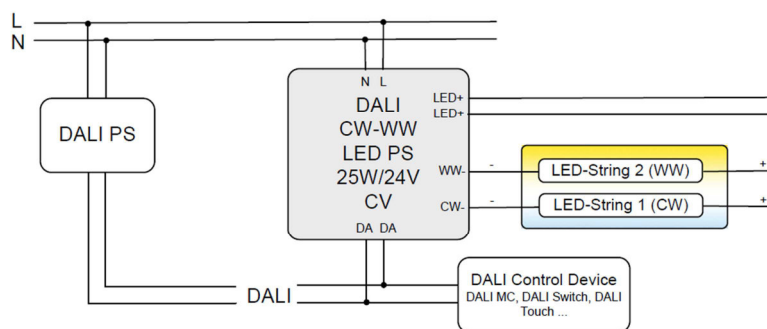 L
N
DALI PS
N L
DALI
CW-WW
LED PS
25W/24V
CV
LED+
LED+
WW-
CW-
DA DA
-
LED-String 2 (WW)
+
-
LED-String 1 (CW)
+
DALI
DALI Control Device
DALI MC, DALI Switch, DALI
Touch ...